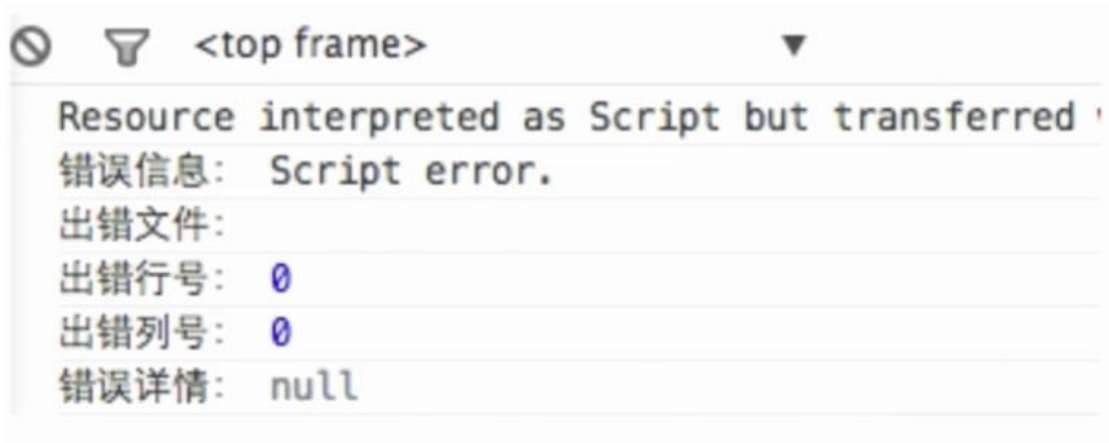 <top frame>
Resource interpreted as Script but transferred
错误信息： Script error.
出错文件：
出错行号： 0
出错列号： 0
错误详情： null